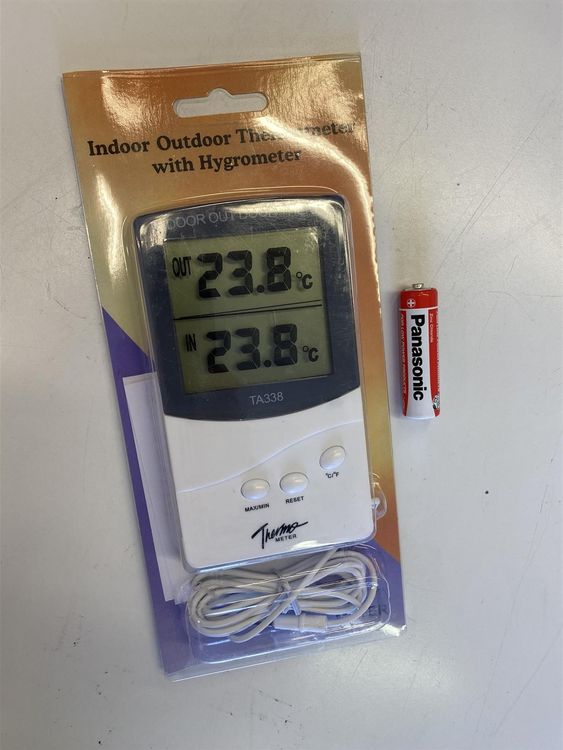 Indoor Outdoor Thermometer
with Hygrometer
OUT 23.8 °C
IN 23.8 °C
TA338
MAX/MIN
RESET
°C/°F
Thermo
METER
Panasonic